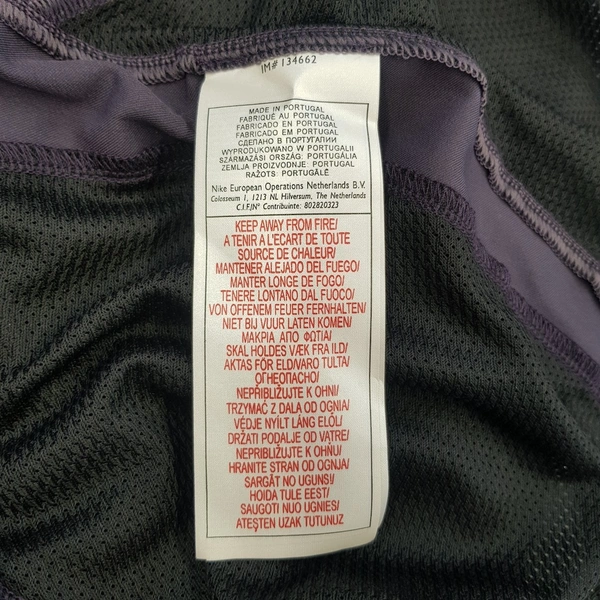 IM# 134662
MADE IN PORTUGAL
FABRIQUÉ AU PORTUGAL
FABRICADO EN PORTUGAL
FABRICADO EM PORTUGAL
СДЕЛАНО В ПОРТУГАЛИИ
WYPRODUKOWANO W PORTUGALII
SZÁRMAZÁSI ORSZÁG: PORTUGÁLIA
ZEMLJA PROIZVODNJE: PORTUGAL
RAŽOTS: PORTUGĀLĒ
Nike European Operations Netherlands B.V.
Colosseum 1, 1213 NL Hilversum, The Netherlands
C.I.F./N° Contribuinte: 802820323
KEEP AWAY FROM FIRE/
A TENIR A L'ECART DE TOUTE
SOURCE DE CHALEUR/
MANTENER ALEJADO DEL FUEGO/
MANTER LONGE DE FOGO/
TENERE LONTANO DAL FUOCO/
VON OFFENEM FEUER FERNHALTEN/
NIET BIJ VUUR LATEN KOMEN/
ΜΑΚΡΙΑ ΑΠΟ ΦΩΤΙΑ/
SKAL HOLDES VÆK FRA ILD/
AKTAS FÖR ELD/VARO TULTA/
ОГНЕОПАСНО/
NEPŘIBLIŽUJTE K OHNI/
TRZYMAĆ Z DALA OD OGNIA/
VÉDJE NYÍLT LÁNG ELŐL/
DRŽATI PODALJE OD VATRE/
NEPRIBLIŽUJTE K OHŇU/
HRANITE STRAN OD OGNJA/
SARGĀT NO UGUNS/
HOIDA TULE EEST/
SAUGOTI NUO UGNIES/
ATEŞTEN UZAK TUTUNUZ